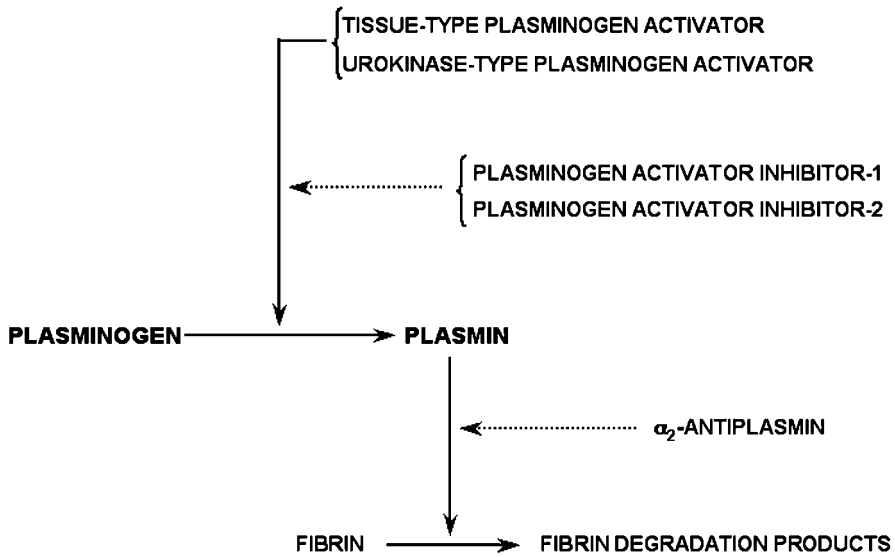 TISSUE-TYPE PLASMINOGEN ACTIVATOR
UROKINASE-TYPE PLASMINOGEN ACTIVATOR
PLASMINOGEN ACTIVATOR INHIBITOR-1
PLASMINOGEN ACTIVATOR INHIBITOR-2
PLASMINOGEN PLASMIN
α₂-ANTIPLASMIN
FIBRIN FIBRIN DEGRADATION PRODUCTS